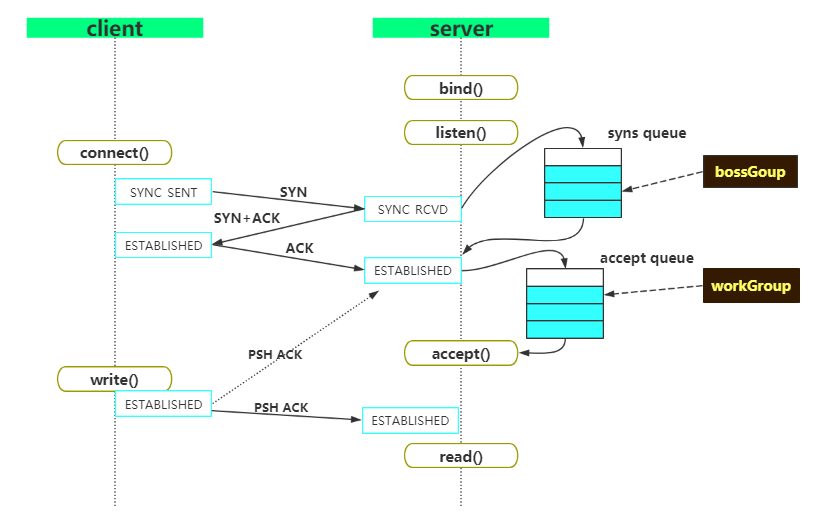 client
server
bind()
listen()
syns queue
connect()
bossGoup
SYNC SENT
SYN
SYNC RCVD
SYN+ACK
ESTABLISHED
ACK
ESTABLISHED
accept queue
workGroup
PSH ACK
accept()
write()
ESTABLISHED
PSH ACK
ESTABLISHED
read()